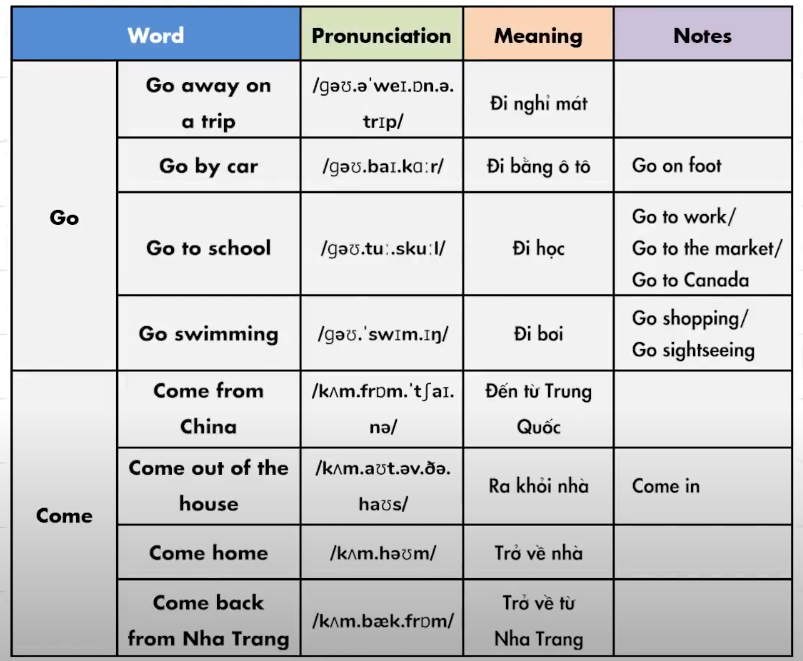 Word Pronunciation Meaning Notes
Go
Go away on
a trip
/ɡəʊ.əˈweɪ.ɒn.ə.
trɪp/
Đi nghỉ mát
Go by car
/ɡəʊ.baɪ.kɑːr/
Đi bằng ô tô
Go on foot
Go to school
/ɡəʊ.tuː.skuːl/
Đi học
Go to work/
Go to the market/
Go to Canada
Go swimming
/ɡəʊ.ˈswɪm.ɪŋ/
Đi bơi
Go shopping/
Go sightseeing
Come
Come from
China
/kʌm.frɒm.ˈtʃaɪ.
nə/
Đến từ Trung
Quốc
Come out of the
house
/kʌm.aʊt.əv.ðə.
haʊs/
Ra khỏi nhà
Come in
Come home
/kʌm.həʊm/
Trở về nhà
Come back
from Nha Trang
/kʌm.bæk.frɒm/
Trở về từ
Nha Trang